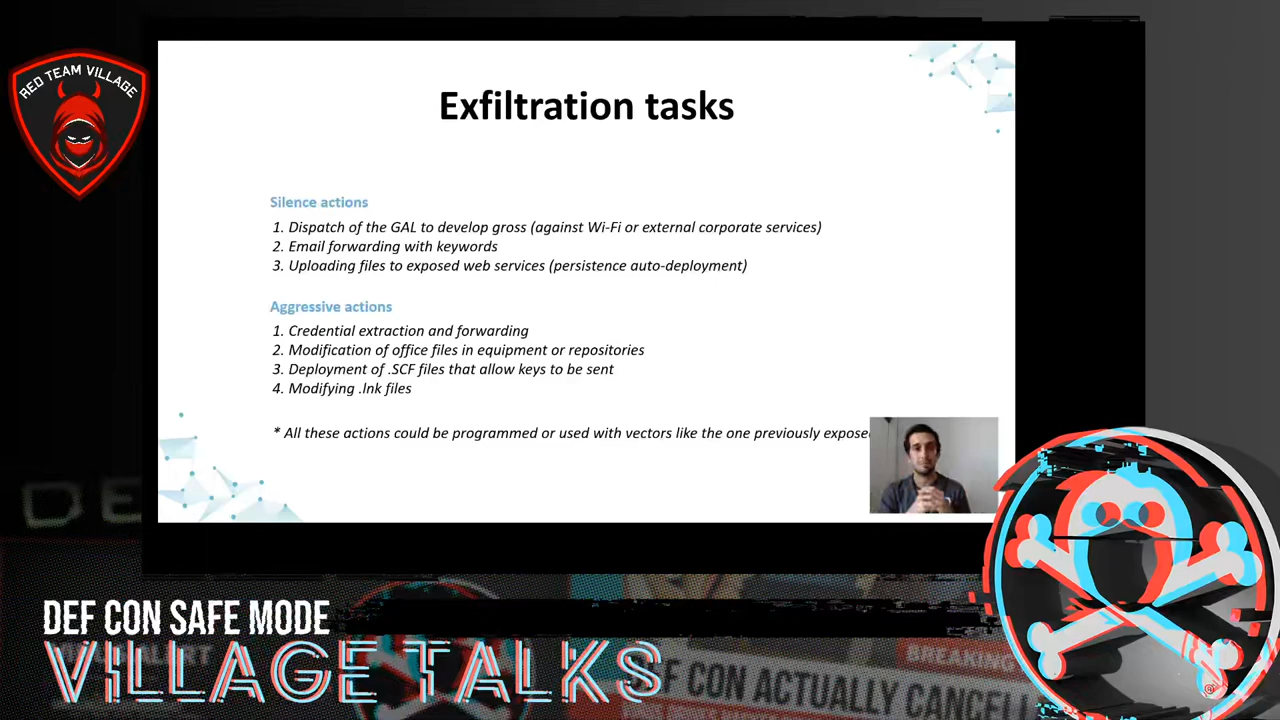 RED TEAM VILLAGE
Exfiltration tasks
Silence actions
1. Dispatch of the GAL to develop gross (against Wi-Fi or external corporate services)
2. Email forwarding with keywords
3. Uploading files to exposed web services (persistence auto-deployment)
Aggressive actions
1. Credential extraction and forwarding
2. Modification of office files in equipment or repositories
3. Deployment of .SCF files that allow keys to be sent
4. Modifying .lnk files
* All these actions could be programmed or used with vectors like the one previously expose
DE
DEF CON SAFE MODE
VILLAGE TALKS
BREAKING
DEF CON ACTUALLY CANCELL